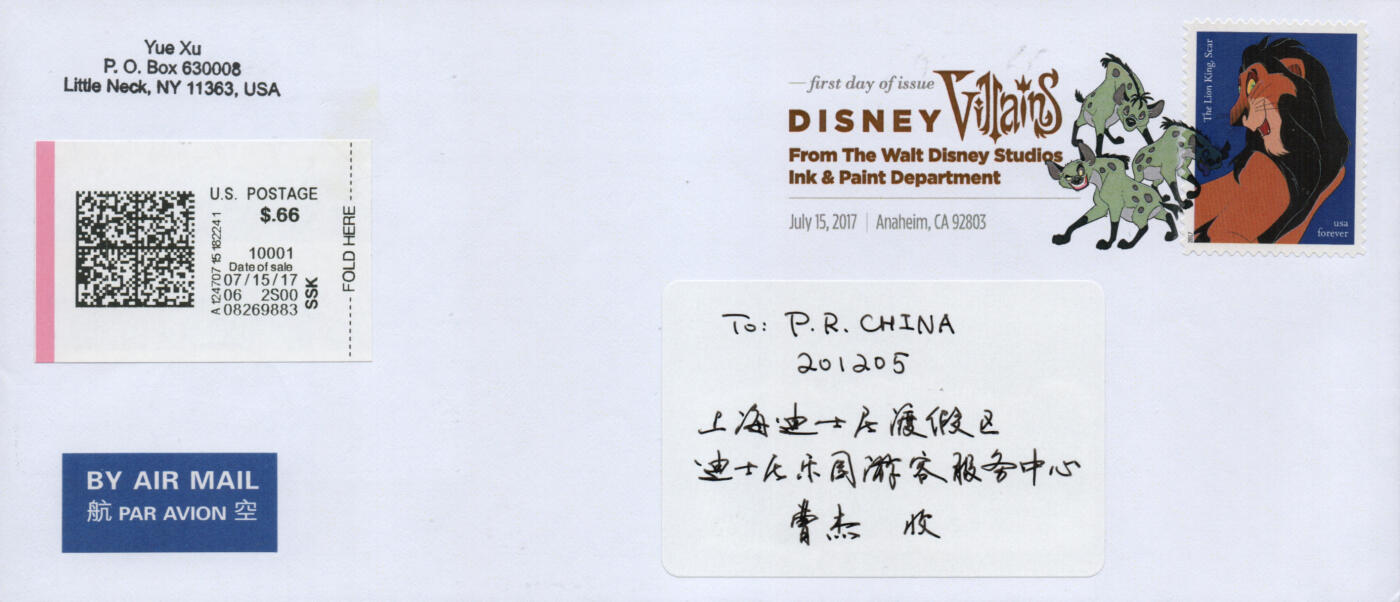 Yue Xu
P. O. Box 630008
Little Neck, NY 11363, USA
first day of issue
DISNEY Villains
From The Walt Disney Studios
Ink & Paint Department
July 15, 2017 | Anaheim, CA 92803
The Lion King, Scar
usa
forever
U.S. POSTAGE
$.66
10001
Date of sale
07/15/17
06 2S00
08269883
SSK
FOLD HERE
To: P.R. CHINA
201205
上海迪士尼渡假区
迪士尼乐园游客服务中心
曹杰 收
BY AIR MAIL
航 PAR AVION 空